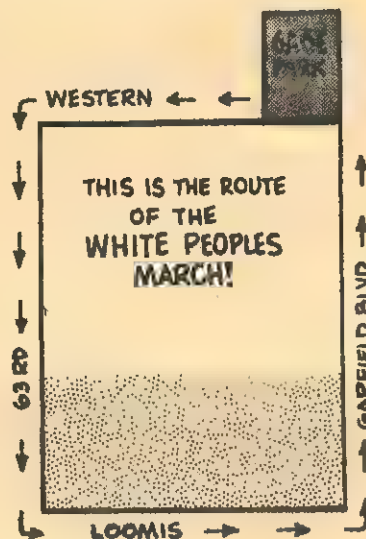 GAGE
PARK
WESTERN
THIS IS THE ROUTE
OF THE
WHITE PEOPLES
MARCH!
63 RD
GARFIELD BLVD
LOOMIS